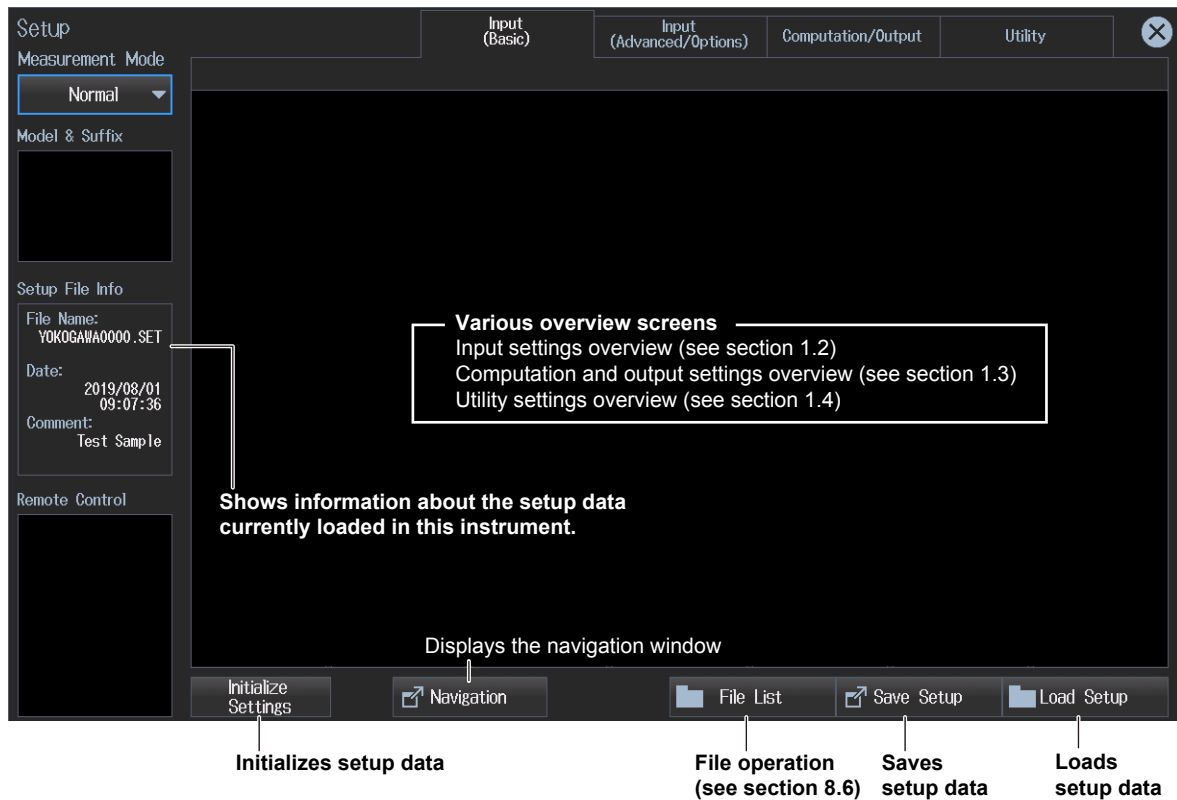 Setup
Input
(Basic)
Input
(Advanced/Options)
Computation/Output
Utility
Measurement Mode
Normal
Model & Suffix
Setup File Info
File Name:
YOKOGAWA0000.SET
Date:
2019/08/01
09:07:36
Comment:
Test Sample
Remote Control
Various overview screens
Input settings overview (see section 1.2)
Computation and output settings overview (see section 1.3)
Utility settings overview (see section 1.4)
Shows information about the setup data
currently loaded in this instrument.
Displays the navigation window
Initialize
Settings
Navigation
File List
Save Setup
Load Setup
Initializes setup data
File operation
(see section 8.6)
Saves
setup data
Loads
setup data